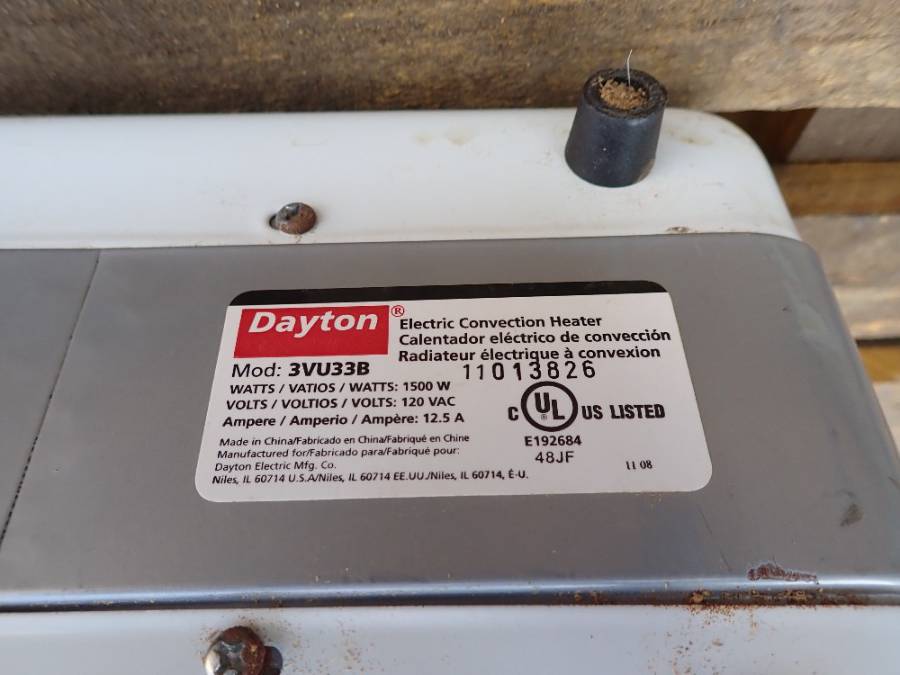 Dayton®
Electric Convection Heater
Calentador eléctrico de convección
Radiateur électrique à convexion
Mod: 3VU33B
11013826
WATTS / VATIOS / WATTS: 1500 W
VOLTS / VOLTIOS / VOLTS: 120 VAC
Ampere / Amperio / Ampère: 12.5 A
C UL® US LISTED
E192684
48JF
11 08
Made in China/Fabricado en China/Fabriqué en Chine
Manufactured for/Fabricado para/Fabriqué pour:
Dayton Electric Mfg. Co.
Niles, IL 60714 U.S.A/Niles, IL 60714 EE.UU./Niles, IL 60714, É-U.